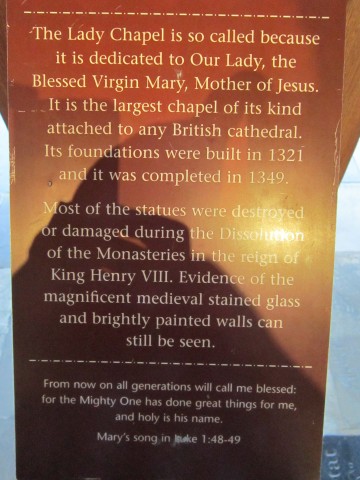 The Lady Chapel is so called because
it is dedicated to Our Lady, the
Blessed Virgin Mary, Mother of Jesus.
It is the largest chapel of its kind
attached to any British cathedral.
Its foundations were built in 1321
and it was completed in 1349.
Most of the statues were destroyed
or damaged during the Dissolution
of the Monasteries in the reign of
King Henry VIII. Evidence of the
magnificent medieval stained glass
and brightly painted walls can
still be seen.
From now on all generations will call me blessed:
for the Mighty One has done great things for me,
and holy is his name.
Mary's song in Luke 1:48-49